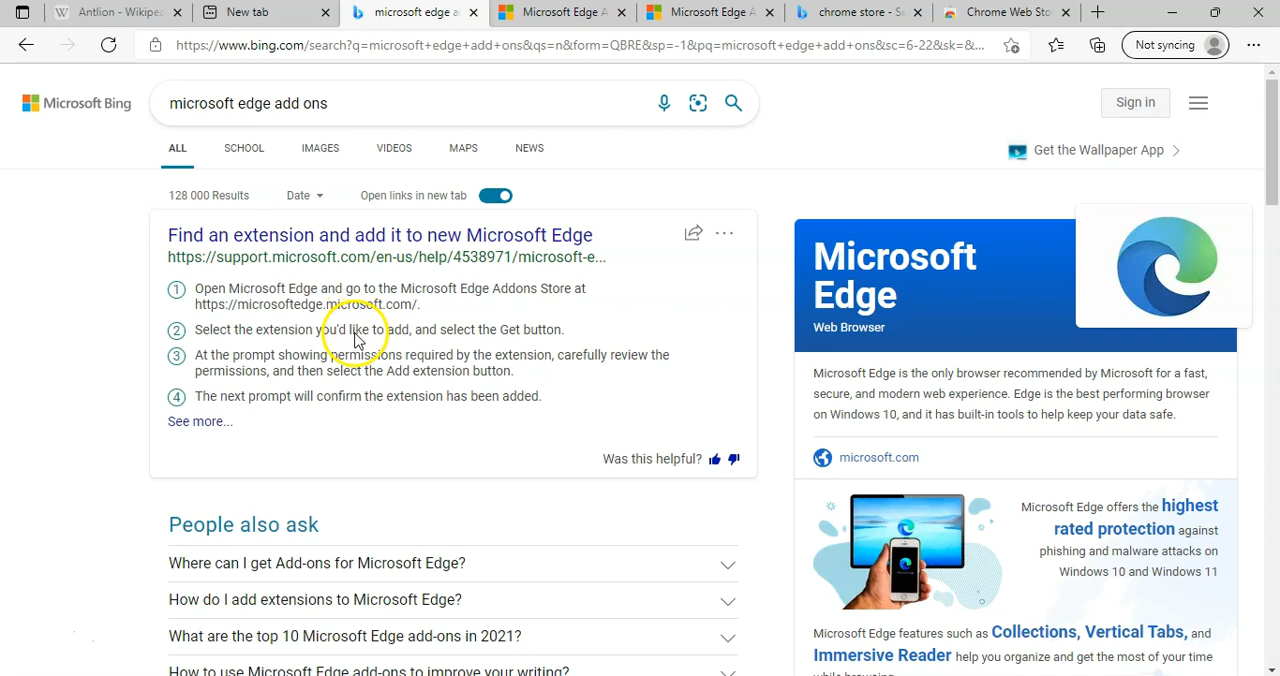 Antlion - Wikipe
New tab
microsoft edge a
Microsoft Edge A
Microsoft Edge A
chrome store - Se
Chrome Web Sto
https://www.bing.com/search?q=microsoft+edge+add+ons&qs=n&form=QBRE&sp=-1&pq=microsoft+edge+add+ons&sc=6-22&sk=&...
Not syncing
Microsoft Bing
microsoft edge add ons
Sign in
ALL
SCHOOL
IMAGES
VIDEOS
MAPS
NEWS
Get the Wallpaper App
128 000 Results
Date
Open links in new tab
Find an extension and add it to new Microsoft Edge
https://support.microsoft.com/en-us/help/4538971/microsoft-e...
1 Open Microsoft Edge and go to the Microsoft Edge Addons Store at
https://microsoftedge.microsoft.com/.
2 Select the extension you'd like to add, and select the Get button.
3 At the prompt showing permissions required by the extension, carefully review the
permissions, and then select the Add extension button.
4 The next prompt will confirm the extension has been added.
See more...
Was this helpful?
People also ask
Where can I get Add-ons for Microsoft Edge?
How do I add extensions to Microsoft Edge?
What are the top 10 Microsoft Edge add-ons in 2021?
How to use Microsoft Edge add-ons to improve your writing?
Microsoft
Edge
Web Browser
Microsoft Edge is the only browser recommended by Microsoft for a fast,
secure, and modern web experience. Edge is the best performing browser
on Windows 10, and it has built-in tools to help keep your data safe.
microsoft.com
Microsoft Edge offers the highest
rated protection against
phishing and malware attacks on
Windows 10 and Windows 11
Microsoft Edge features such as Collections, Vertical Tabs, and
Immersive Reader help you organize and get the most of your time
while browsing